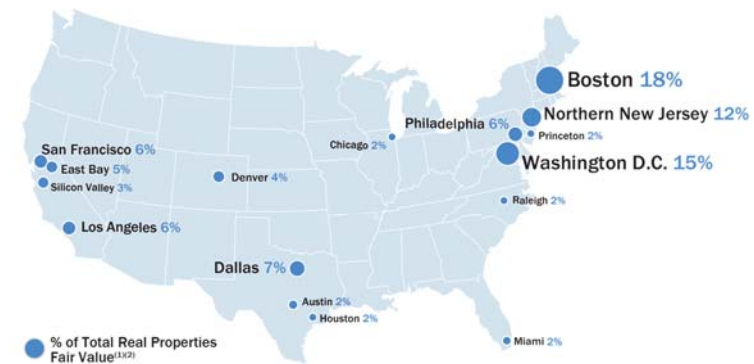 Boston 18%
Northern New Jersey 12%
Philadelphia 6%
Princeton 2%
Chicago 2%
Washington D.C. 15%
San Francisco 6%
East Bay 5%
Silicon Valley 3%
Denver 4%
Raleigh 2%
Los Angeles 6%
Dallas 7%
Austin 2%
Houston 2%
Miami 2%
% of Total Real Properties
Fair Value(1)(2)